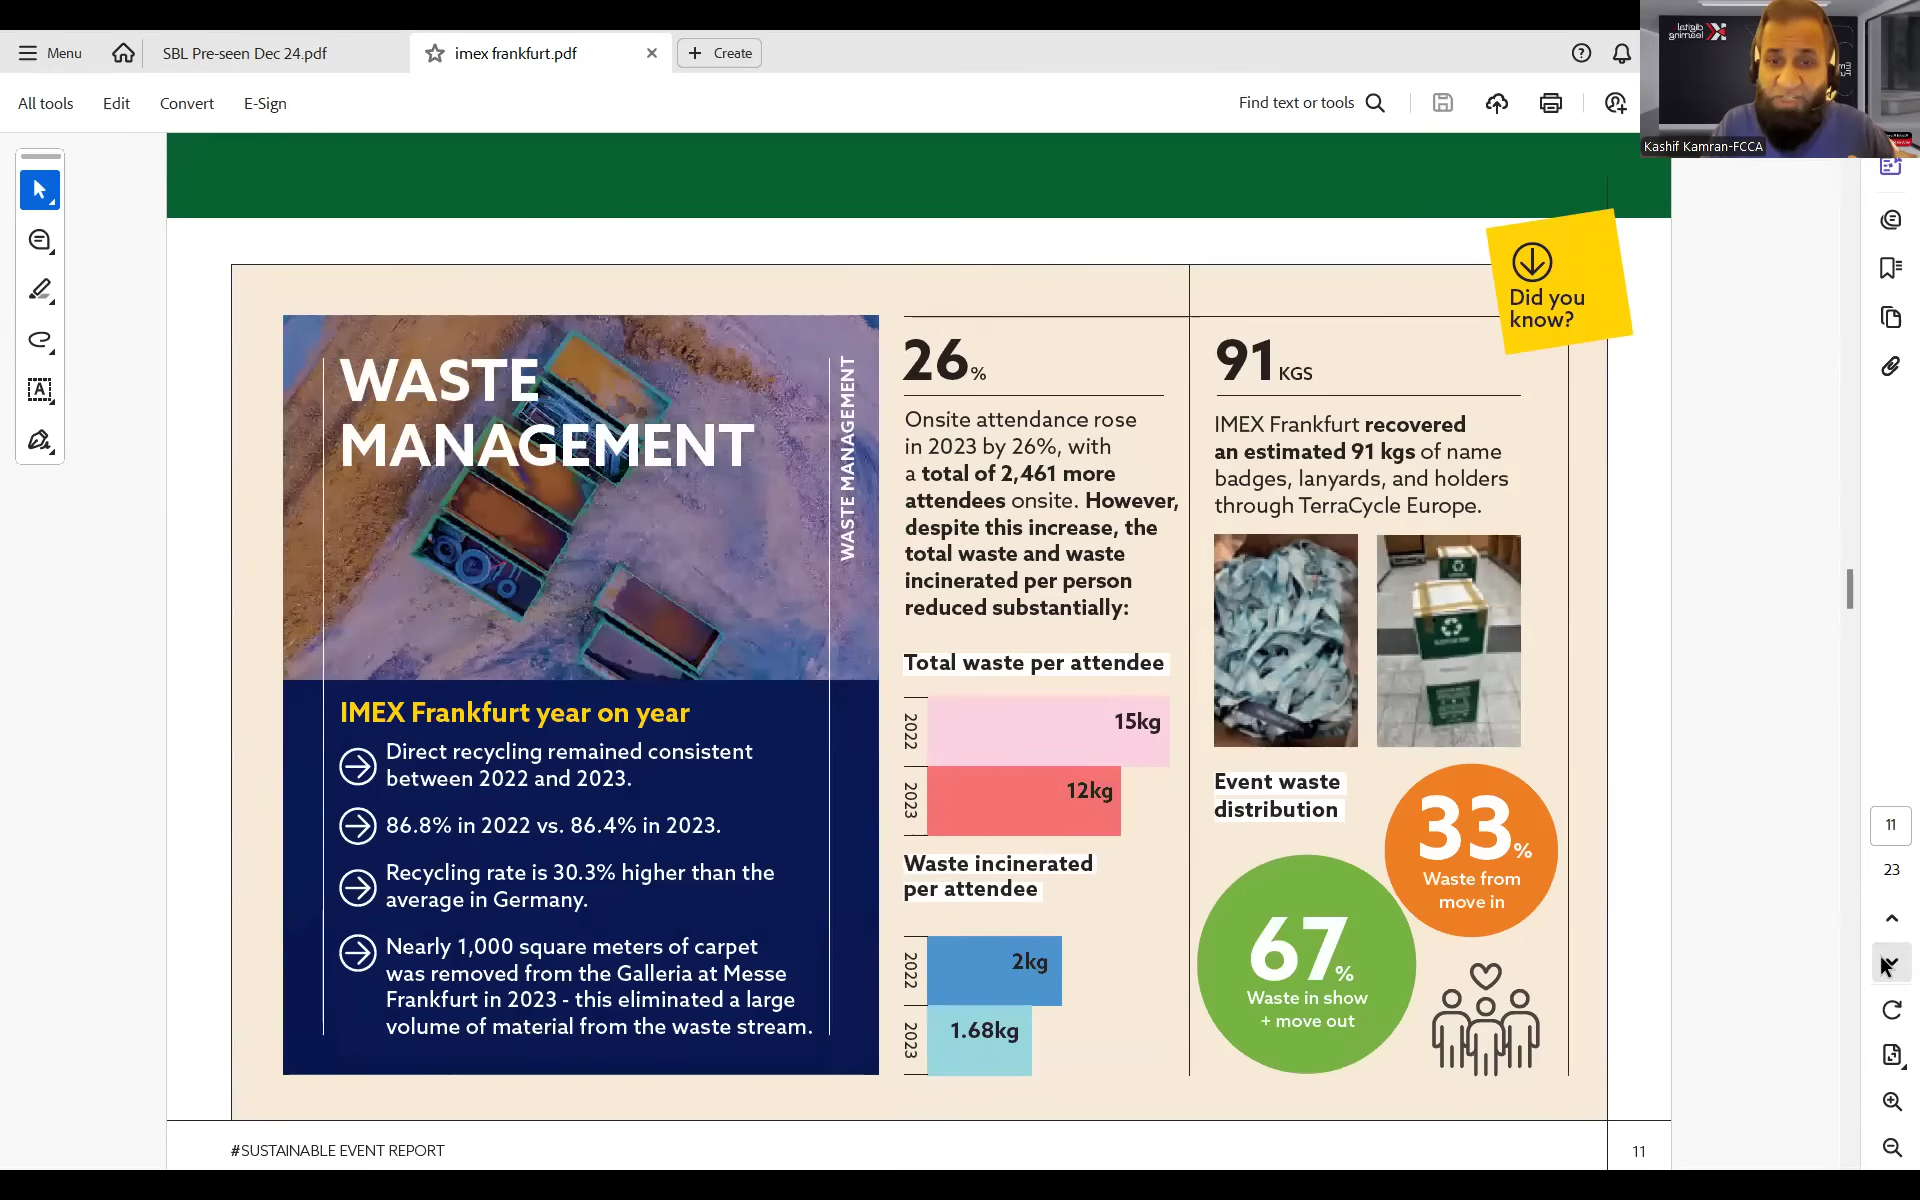 Menu
SBL Pre-seen Dec 24.pdf
imex frankfurt.pdf
Create
All tools
Edit
Convert
E-Sign
Find text or tools
digital
learning
Kashif Kamran-FCCA
Did you
know?
WASTE
MANAGEMENT
WASTE MANAGEMENT
IMEX Frankfurt year on year
Direct recycling remained consistent
between 2022 and 2023.
86.8% in 2022 vs. 86.4% in 2023.
Recycling rate is 30.3% higher than the
average in Germany.
Nearly 1,000 square meters of carpet
was removed from the Galleria at Messe
Frankfurt in 2023 - this eliminated a large
volume of material from the waste stream.
26%
Onsite attendance rose
in 2023 by 26%, with
a total of 2,461 more
attendees onsite. However,
despite this increase, the
total waste and waste
incinerated per person
reduced substantially:
Total waste per attendee
2022
15kg
2023
12kg
Waste incinerated
per attendee
2022
2kg
2023
1.68kg
91 KGS
IMEX Frankfurt recovered
an estimated 91 kgs of name
badges, lanyards, and holders
through TerraCycle Europe.
Event waste
distribution
33%
Waste from
move in
67%
Waste in show
+ move out
#SUSTAINABLE EVENT REPORT
11
11
23